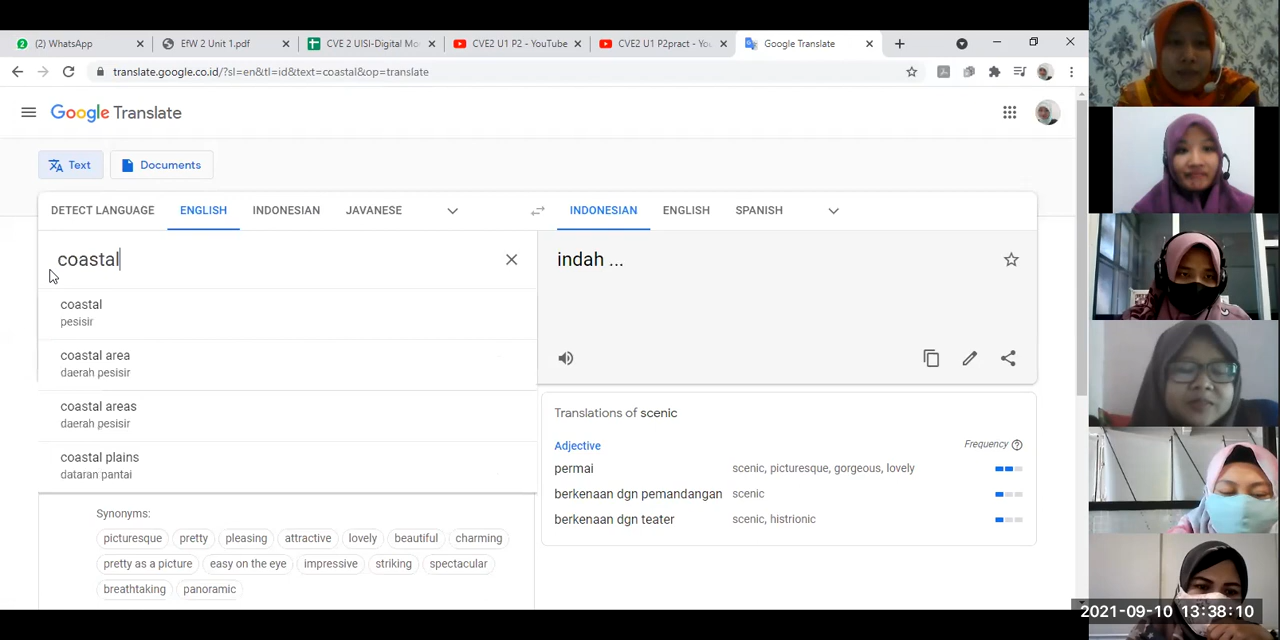 (2) WhatsApp
EfW 2 Unit 1.pdf
CVE 2 UISI-Digital Mo
CVE2 U1 P2 - YouTube
CVE2 U1 P2pract - You
Google Translate
translate.google.co.id/?sl=en&tl=id&text=coastal&op=translate
Google Translate
Text
Documents
DETECT LANGUAGE ENGLISH INDONESIAN JAVANESE
INDONESIAN ENGLISH SPANISH
coastal
indah ...
coastal
pesisir
coastal area
daerah pesisir
coastal areas
daerah pesisir
coastal plains
dataran pantai
Translations of scenic
Adjective
Frequency
permai scenic, picturesque, gorgeous, lovely
berkenaan dgn pemandangan scenic
berkenaan dgn teater scenic, histrionic
Synonyms:
picturesque pretty pleasing attractive lovely beautiful charming
pretty as a picture easy on the eye impressive striking spectacular
breathtaking panoramic
2021-09-10 13:38:10